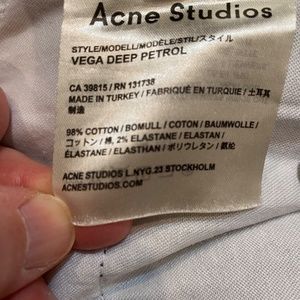 Acne Studios
STYLE/MODELL/MODÈLE/STIL/スタイル
VEGA DEEP PETROL
CA 39815 / RN 131738
MADE IN TURKEY / FABRIQUÉ EN TURQUIE / 土耳其
制造
98% COTTON / BOMULL / COTON / BAUMWOLLE /
コットン / 棉, 2% ELASTANE / ELASTAN /
ÉLASTANE / ELASTHAN / ポリウレタン / 氨纶
ACNE STUDIOS L.NYG.23 STOCKHOLM
ACNESTUDIOS.COM